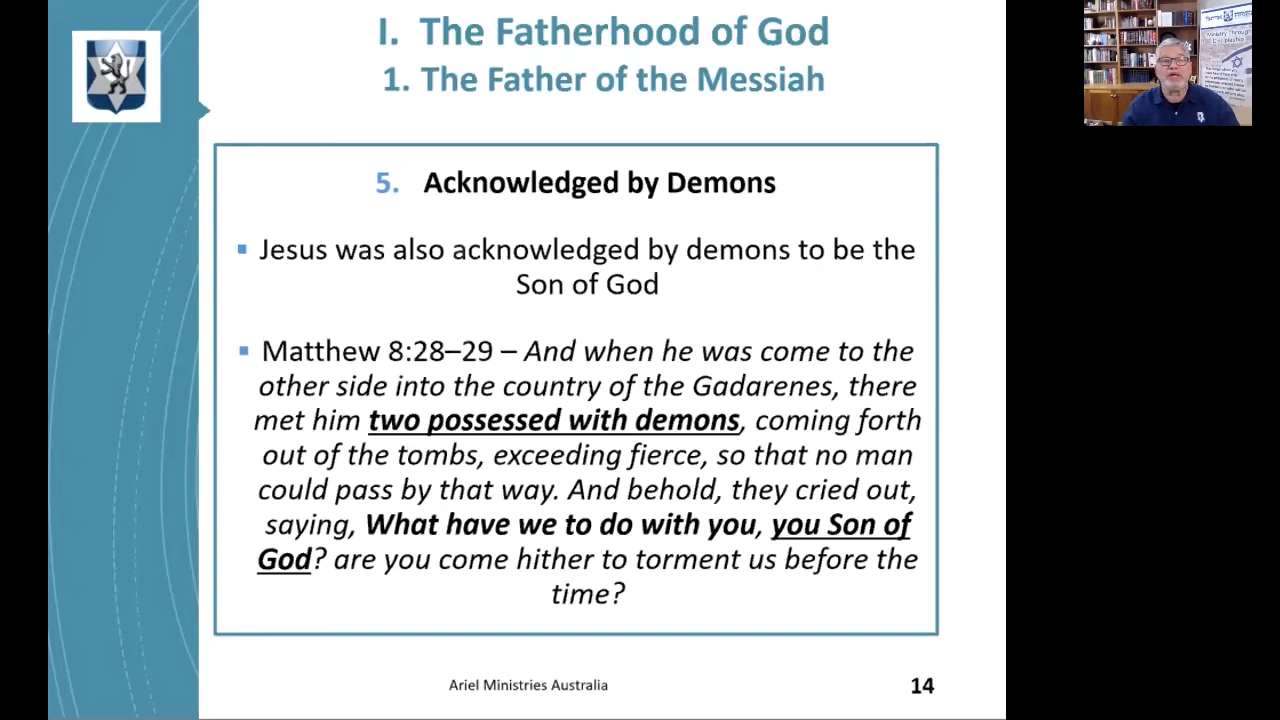 I. The Fatherhood of God
1. The Father of the Messiah
5. Acknowledged by Demons
▪ Jesus was also acknowledged by demons to be the
Son of God
▪ Matthew 8:28–29 – And when he was come to the
other side into the country of the Gadarenes, there
met him two possessed with demons, coming forth
out of the tombs, exceeding fierce, so that no man
could pass by that way. And behold, they cried out,
saying, What have we to do with you, you Son of
God? are you come hither to torment us before the
time?
Ariel Ministries Australia
14
Ministry Through